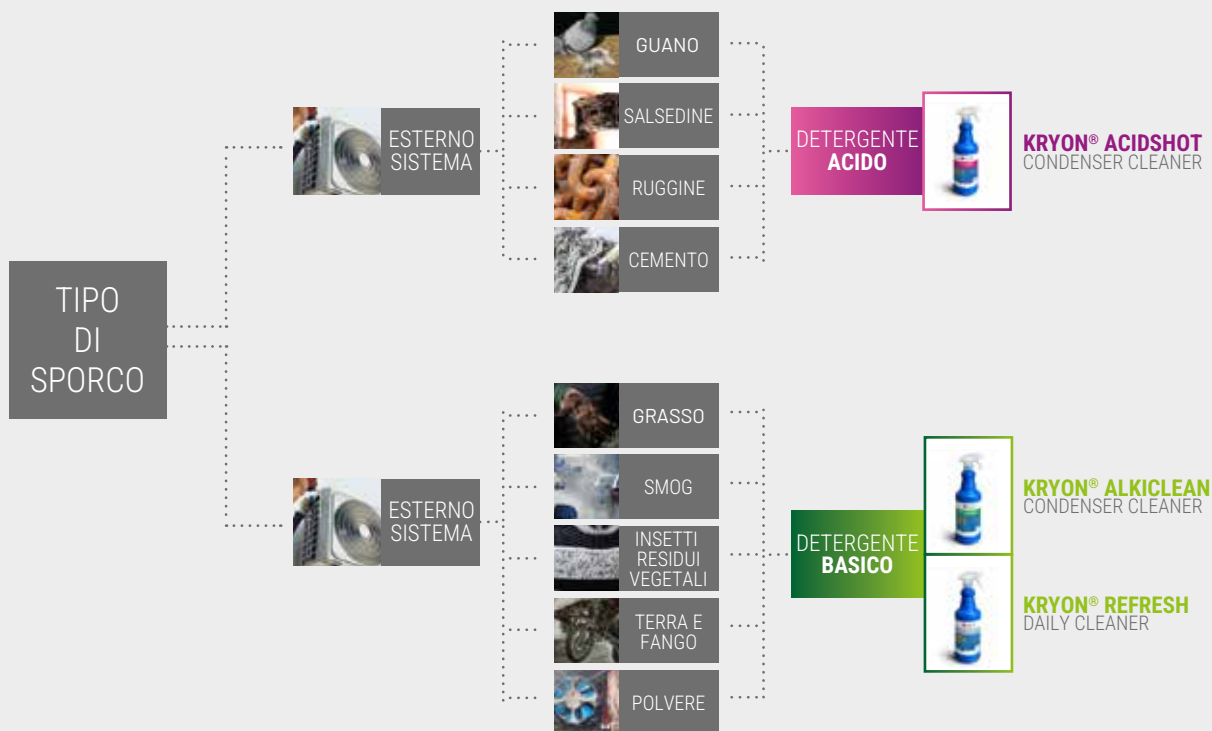 TIPO
DI
SPORCO
ESTERNO
SISTEMA
GUANO
SALSEDINE
RUGGINE
CEMENTO
DETERGENTE
ACIDO
KRYON® ACIDSHOT
CONDENSER CLEANER
ESTERNO
SISTEMA
GRASSO
SMOG
INSETTI
RESIDUI
VEGETALI
TERRA E
FANGO
POLVERE
DETERGENTE
BASICO
KRYON® ALKICLEAN
CONDENSER CLEANER
KRYON® REFRESH
DAILY CLEANER